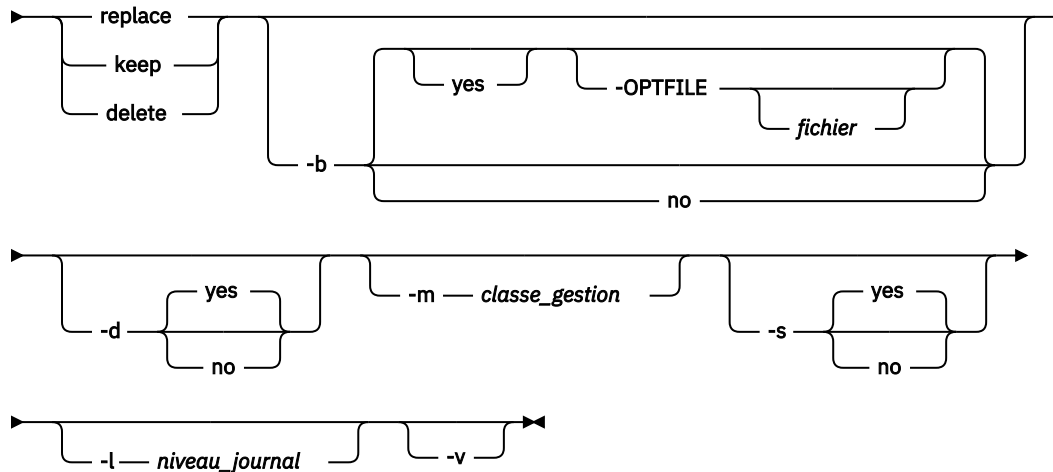 replace
keep
delete
yes
-OPTFILE
fichier
-b
no
yes
-d
no
-m classe_gestion
yes
-s
no
-l niveau_journal
-v